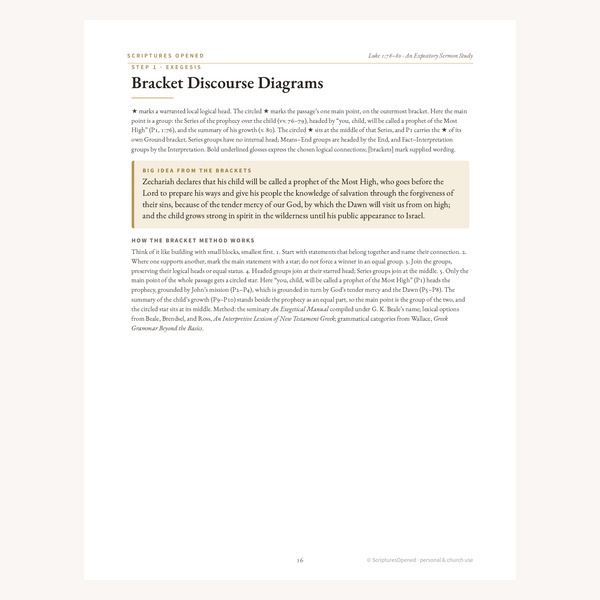 SCRIPTURES OPENED
Luke 1:76–80 · An Expository Sermon Study
STEP 1 · EXEGESIS
Bracket Discourse Diagrams
★ marks a warranted local logical head. The circled ★ marks the passage's one main point, on the outermost bracket. Here the main
point is a group: the Series of the prophecy over the child (vv. 76–79), headed by "you, child, will be called a prophet of the Most
High" (P1, 1:76), and the summary of his growth (v. 80). The circled ★ sits at the middle of that Series, and P1 carries the ★ of its
own Ground bracket. Series groups have no internal head; Means–End groups are headed by the End, and Fact–Interpretation
groups by the Interpretation. Bold underlined glosses express the chosen logical connections; [brackets] mark supplied wording.
BIG IDEA FROM THE BRACKETS
Zechariah declares that his child will be called a prophet of the Most High, who goes before the
Lord to prepare his ways and give his people the knowledge of salvation through the forgiveness of
their sins, because of the tender mercy of our God, by which the Dawn will visit us from on high;
and the child grows strong in spirit in the wilderness until his public appearance to Israel.
HOW THE BRACKET METHOD WORKS
Think of it like building with small blocks, smallest first. 1. Start with statements that belong together and name their connection. 2.
Where one supports another, mark the main statement with a star; do not force a winner in an equal group. 3. Join the groups,
preserving their logical heads or equal status. 4. Headed groups join at their starred head; Series groups join at the middle. 5. Only the
main point of the whole passage gets a circled star. Here "you, child, will be called a prophet of the Most High" (P1) heads the
prophecy, grounded by John's mission (P2–P4), which is grounded in turn by God's tender mercy and the Dawn (P5–P8). The
summary of the child's growth (P9–P10) stands beside the prophecy as an equal part, so the main point is the group of the two, and
the circled star sits at its middle. Method: the seminary An Exegetical Manual compiled under G. K. Beale's name; lexical options
from Beale, Brendsel, and Ross, An Interpretive Lexicon of New Testament Greek; grammatical categories from Wallace, Greek
Grammar Beyond the Basics.
16
© ScripturesOpened · personal & church use